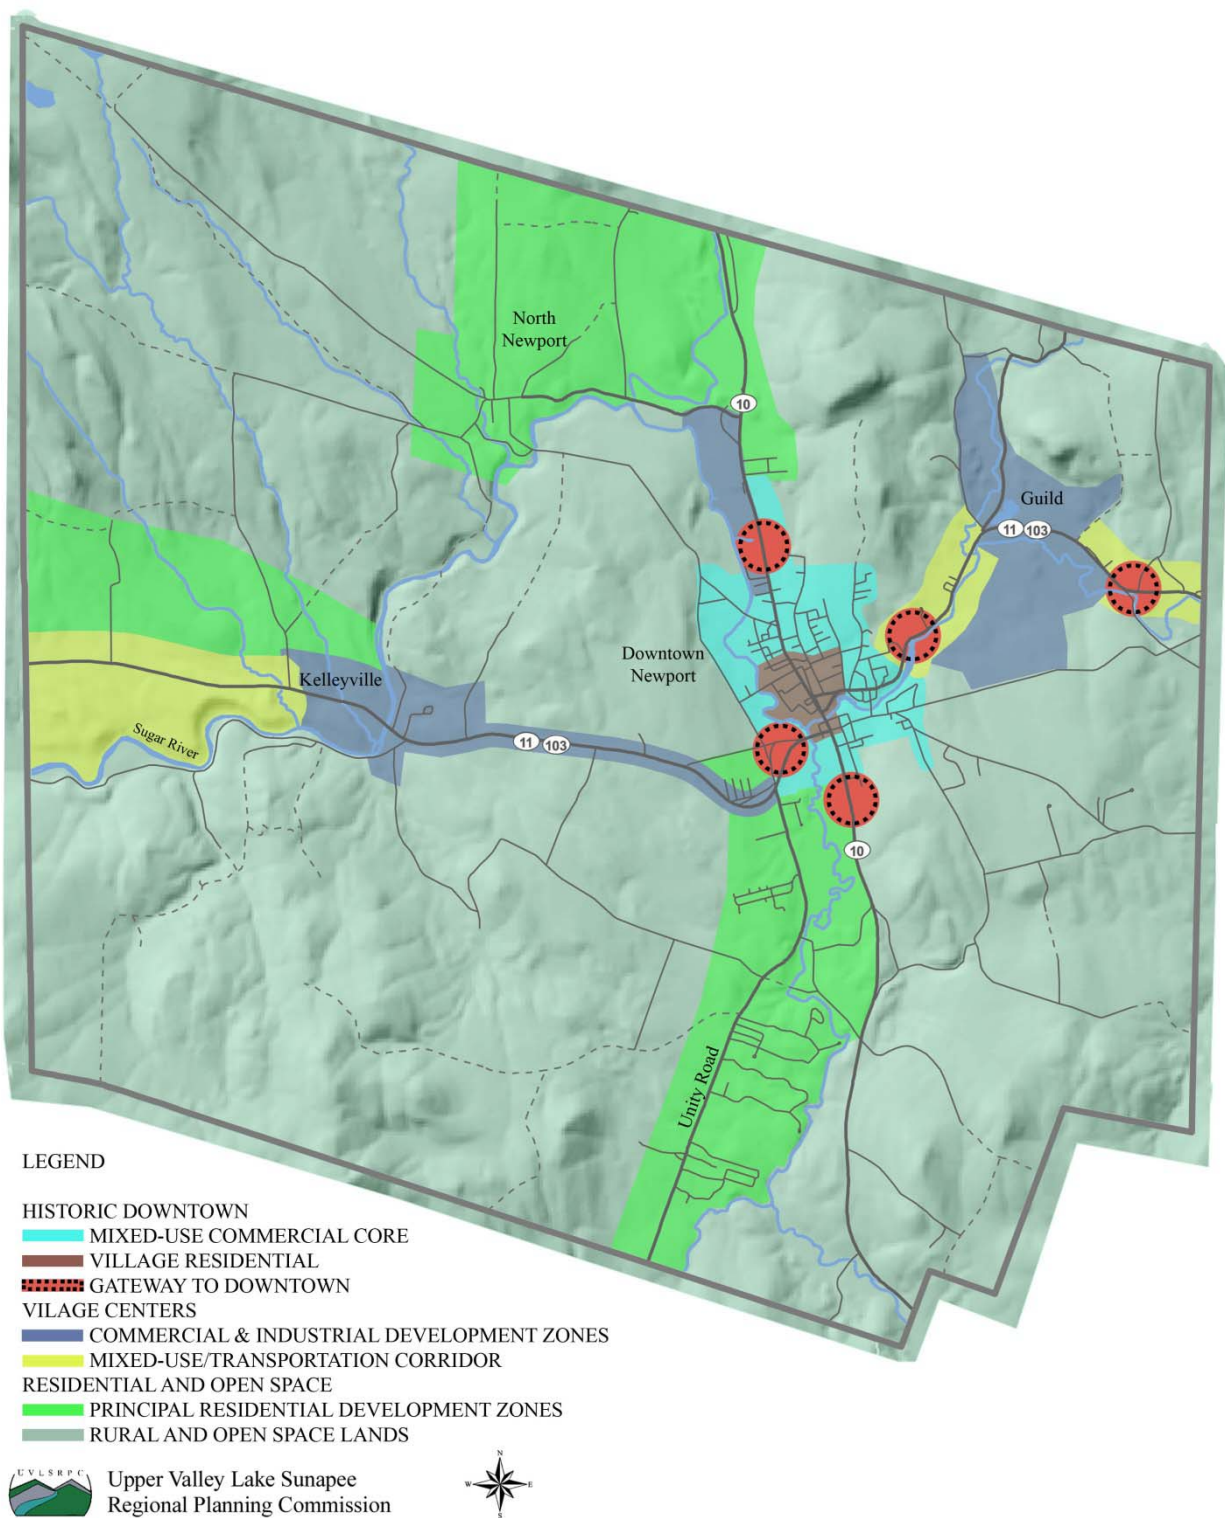 North
Newport
10
Guild
11 103
Downtown
Newport
Kelleyville
Sugar River
11 103
10
Unity Road
LEGEND
HISTORIC DOWNTOWN
MIXED-USE COMMERCIAL CORE
VILLAGE RESIDENTIAL
GATEWAY TO DOWNTOWN
VILAGE CENTERS
COMMERCIAL & INDUSTRIAL DEVELOPMENT ZONES
MIXED-USE/TRANSPORTATION CORRIDOR
RESIDENTIAL AND OPEN SPACE
PRINCIPAL RESIDENTIAL DEVELOPMENT ZONES
RURAL AND OPEN SPACE LANDS
UVLSRPC
Upper Valley Lake Sunapee
Regional Planning Commission
N
W E
S